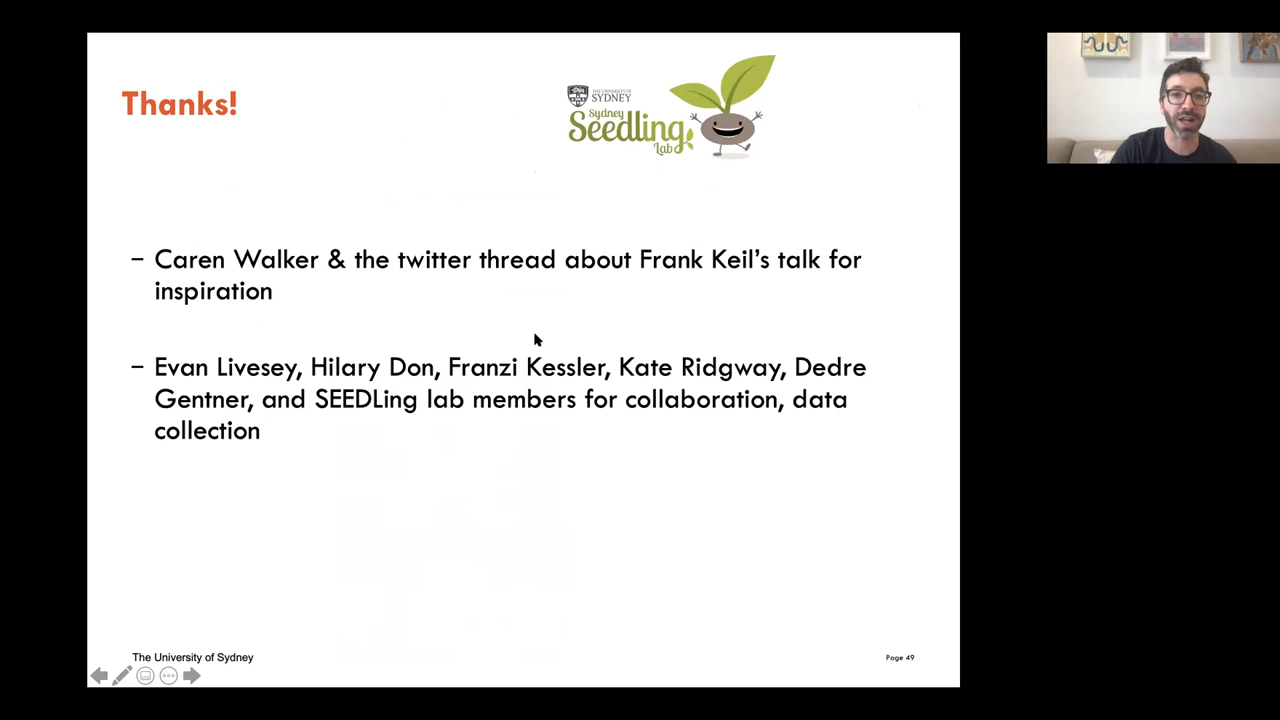 Thanks!
THE UNIVERSITY OF
SYDNEY
Sydney
Seedling
Lab
– Caren Walker & the twitter thread about Frank Keil's talk for
inspiration
– Evan Livesey, Hilary Don, Franzi Kessler, Kate Ridgway, Dedre
Gentner, and SEEDLing lab members for collaboration, data
collection
The University of Sydney
Page 49